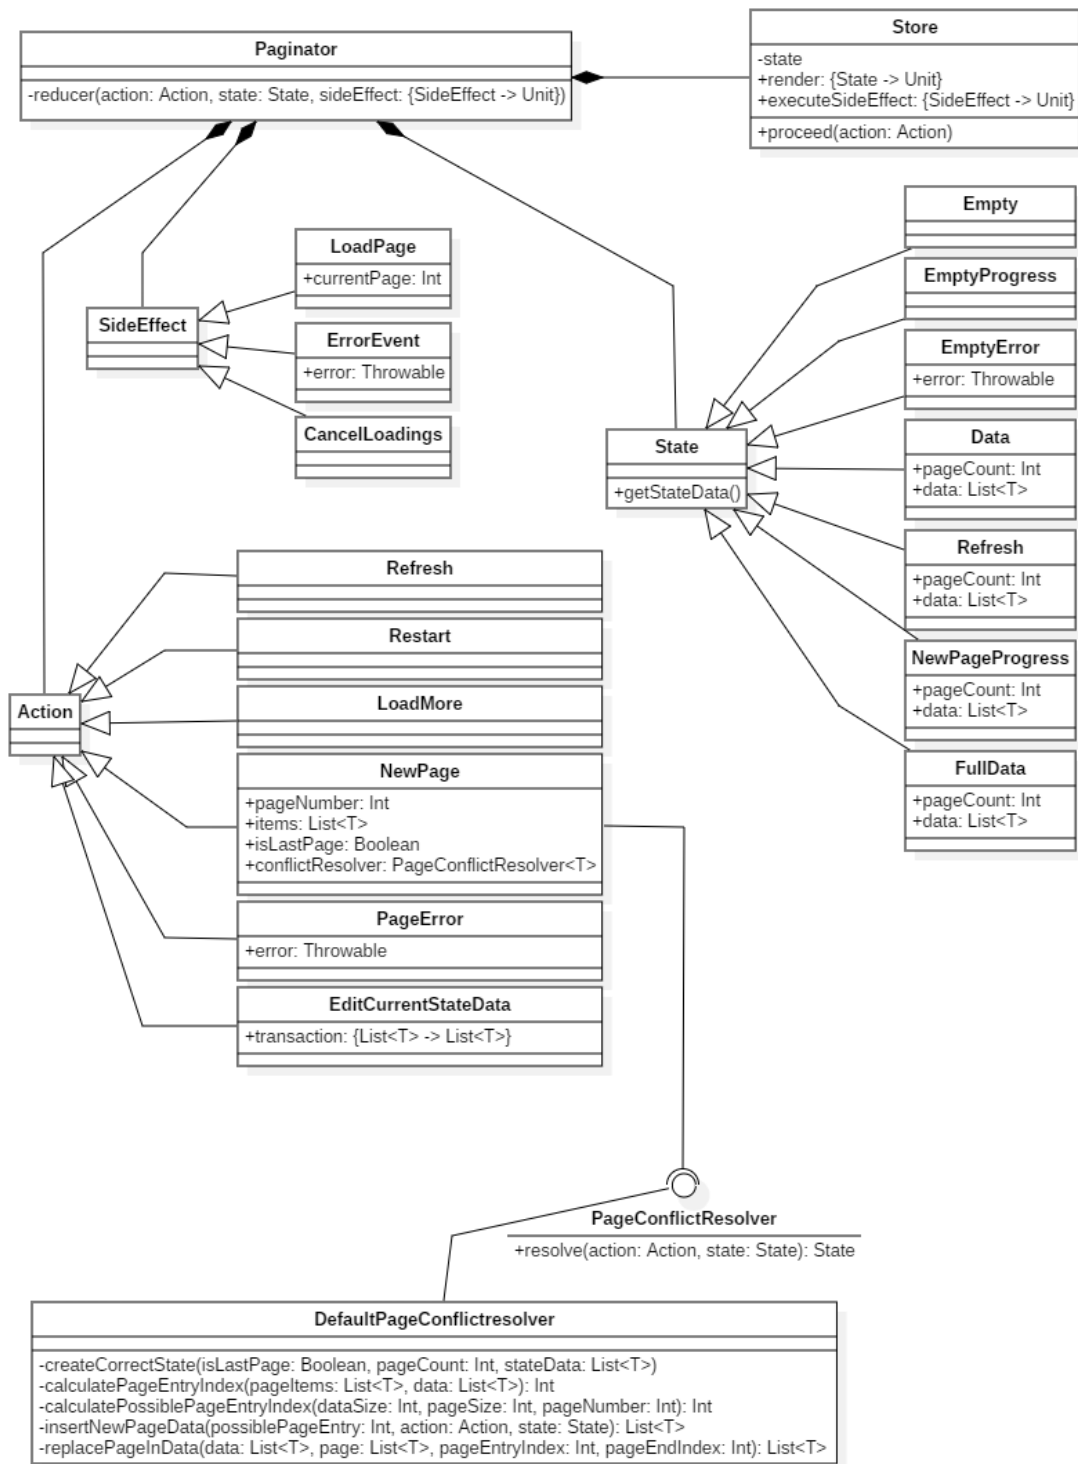 Paginator
-reducer(action: Action, state: State, sideEffect: {SideEffect -> Unit})
Store
-state
+render: {State -> Unit}
+executeSideEffect: {SideEffect -> Unit}
+proceed(action: Action)
SideEffect
LoadPage
+currentPage: Int
ErrorEvent
+error: Throwable
CancelLoadings
State
+getStateData()
Empty
EmptyProgress
EmptyError
+error: Throwable
Data
+pageCount: Int
+data: List<T>
Refresh
+pageCount: Int
+data: List<T>
NewPageProgress
+pageCount: Int
+data: List<T>
FullData
+pageCount: Int
+data: List<T>
Action
Refresh
Restart
LoadMore
NewPage
+pageNumber: Int
+items: List<T>
+isLastPage: Boolean
+conflictResolver: PageConflictResolver<T>
PageError
+error: Throwable
EditCurrentStateData
+transaction: {List<T> -> List<T>}
PageConflictResolver
+resolve(action: Action, state: State): State
DefaultPageConflictresolver
-createCorrectState(isLastPage: Boolean, pageCount: Int, stateData: List<T>)
-calculatePageEntryIndex(pageItems: List<T>, data: List<T>): Int
-calculatePossiblePageEntryIndex(dataSize: Int, pageSize: Int, pageNumber: Int): Int
-insertNewPageData(possiblePageEntry: Int, action: Action, state: State): List<T>
-replacePageInData(data: List<T>, page: List<T>, pageEntryIndex: Int, pageEndIndex: Int): List<T>